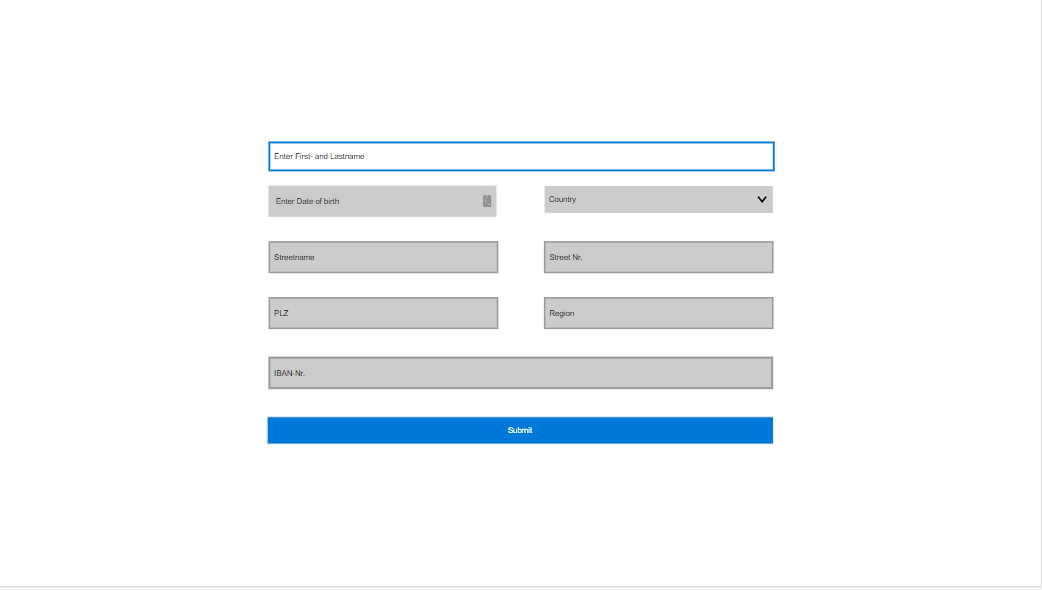 Enter First- and Lastname
Enter Date of birth
Country
Streetname
Street Nr.
PLZ
Region
IBAN-Nr.
Submit